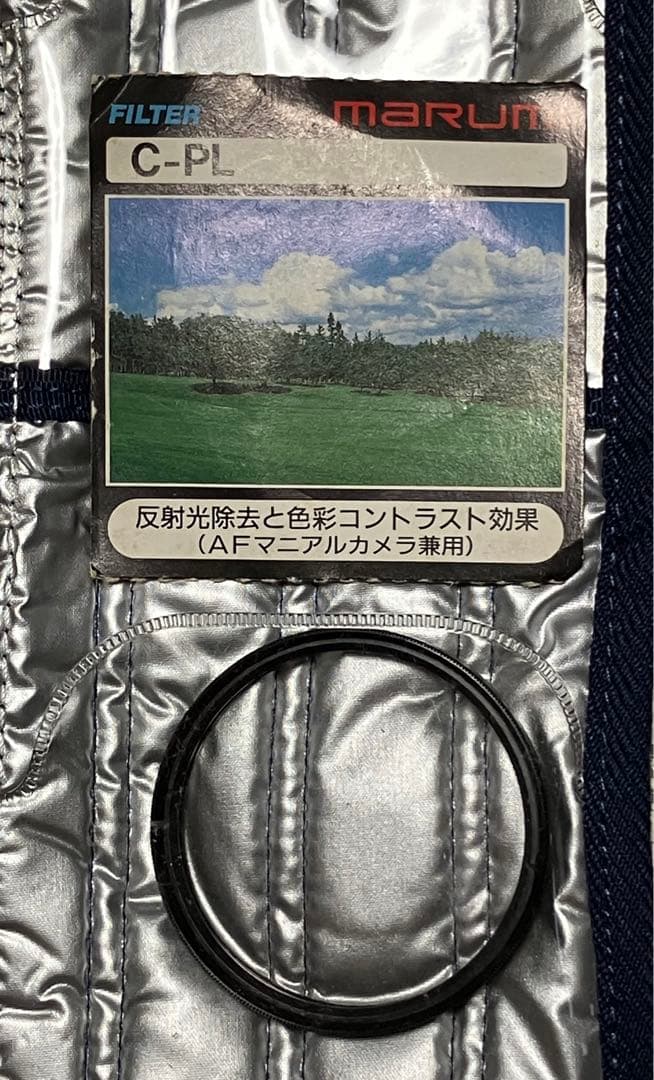 FILTER
marumi
C-PL
反射光除去と色彩コントラスト効果
(AFマニアルカメラ兼用)